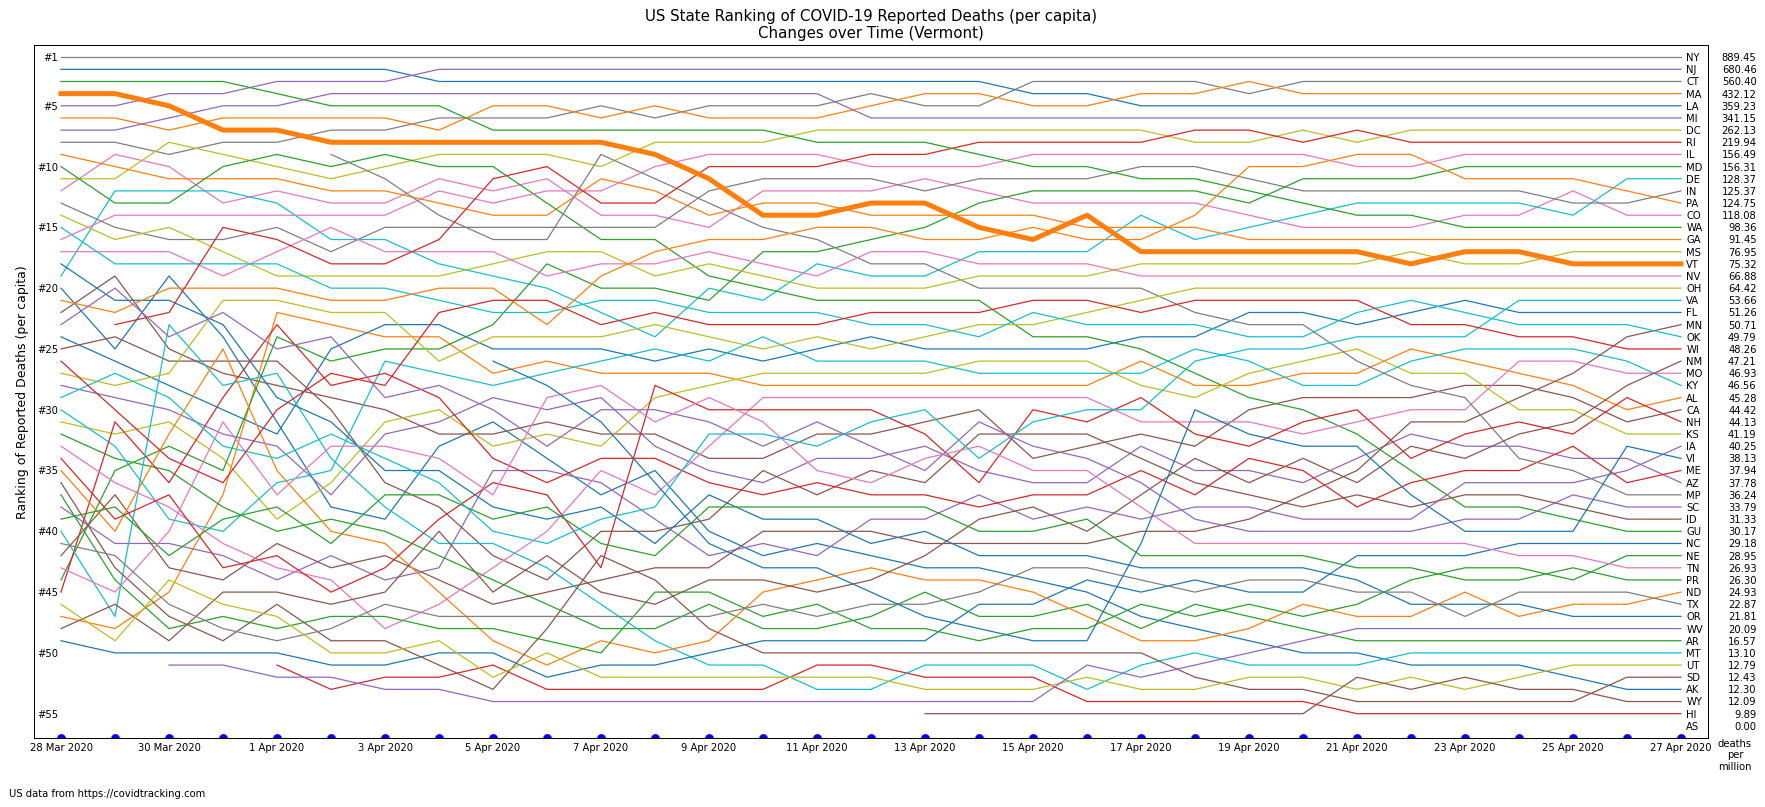 US State Ranking of COVID-19 Reported Deaths (per capita)
Changes over Time (Vermont)
Ranking of Reported Deaths (per capita)
#1
#5
#10
#15
#20
#25
#30
#35
#40
#45
#50
#55
NY 889.45
NJ 680.46
CT 560.40
MA 432.12
LA 359.23
MI 341.15
DC 262.13
RI 219.94
IL 156.49
MD 156.31
DE 128.37
IN 125.37
PA 124.75
CO 118.08
WA 98.36
GA 91.45
MS 76.95
VT 75.32
NV 66.88
OH 64.42
VA 53.66
FL 51.26
MN 50.71
OK 49.79
WI 48.26
NM 47.21
MO 46.93
KY 46.56
AL 45.28
CA 44.42
NH 44.13
KS 41.19
IA 40.25
VI 38.13
ME 37.94
AZ 37.78
MP 36.24
SC 33.79
ID 31.33
GU 30.17
NC 29.18
NE 28.95
TN 26.93
PR 26.30
ND 24.93
TX 22.87
OR 21.81
WV 20.09
AR 16.57
MT 13.10
UT 12.79
SD 12.43
AK 12.30
WY 12.09
HI 9.89
AS 0.00
28 Mar 2020 30 Mar 2020 1 Apr 2020 3 Apr 2020 5 Apr 2020 7 Apr 2020 9 Apr 2020 11 Apr 2020 13 Apr 2020 15 Apr 2020 17 Apr 2020 19 Apr 2020 21 Apr 2020 23 Apr 2020 25 Apr 2020 27 Apr 2020
deaths
per
million
US data from https://covidtracking.com